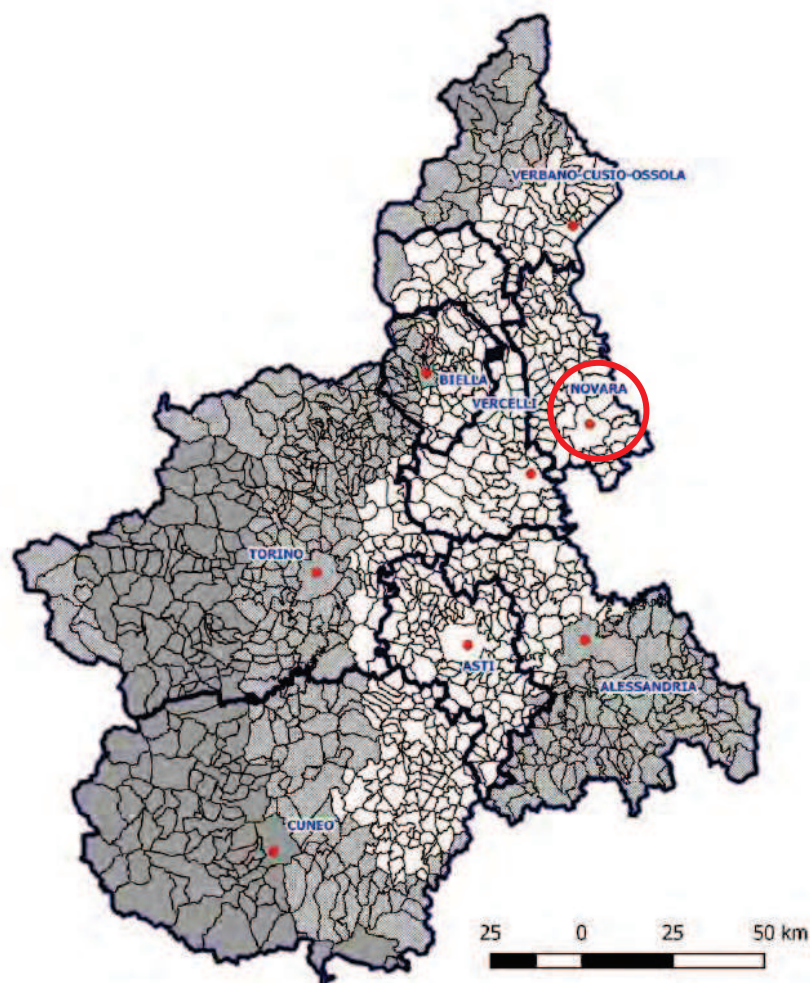 VERBANO-CUSIO-OSSOLA
BIELLA
NOVARA
VERCELLI
TORINO
ASTI
ALESSANDRIA
CUNEO
25 0 25 50 km